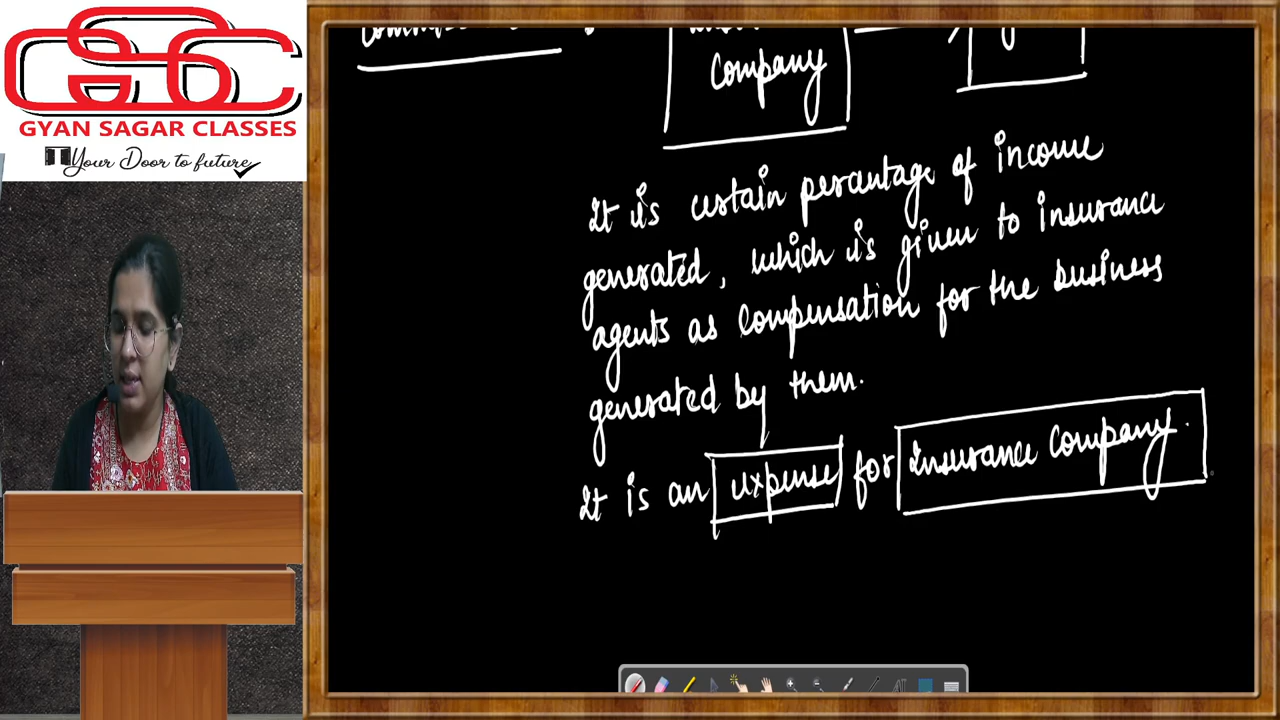 GSC
GYAN SAGAR CLASSES
Your Door to future
Company
It is certain percentage of income
generated, which is given to insurance
agents as compensation for the business
generated by them.
It is an expense for Insurance Company.